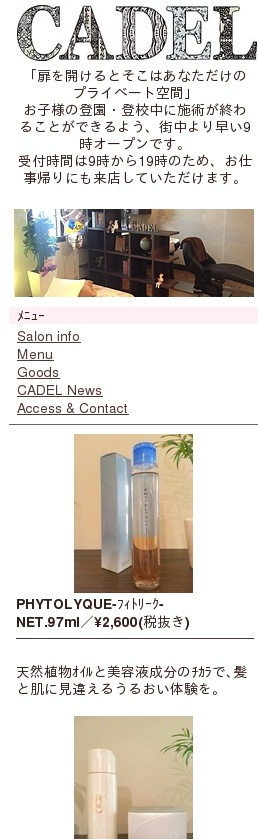 CADEL
「扉を開けるとそこはあなただけの
プライベート空間」
お子様の登園・登校中に施術が終わ
ることができるよう、街中より早い9
時オープンです。
受付時間は9時から19時のため、お仕
事帰りにも来店していただけます。
ﾒﾆｭｰ
Salon info
Menu
Goods
CADEL News
Access & Contact
PHYTOLYQUE-ﾌｨﾄﾘｰｸ-
NET.97ml／¥2,600(税抜き)
天然植物ｵｲﾙと美容液成分のﾁｶﾗで､髪
と肌に見違えるうるおい体験を。